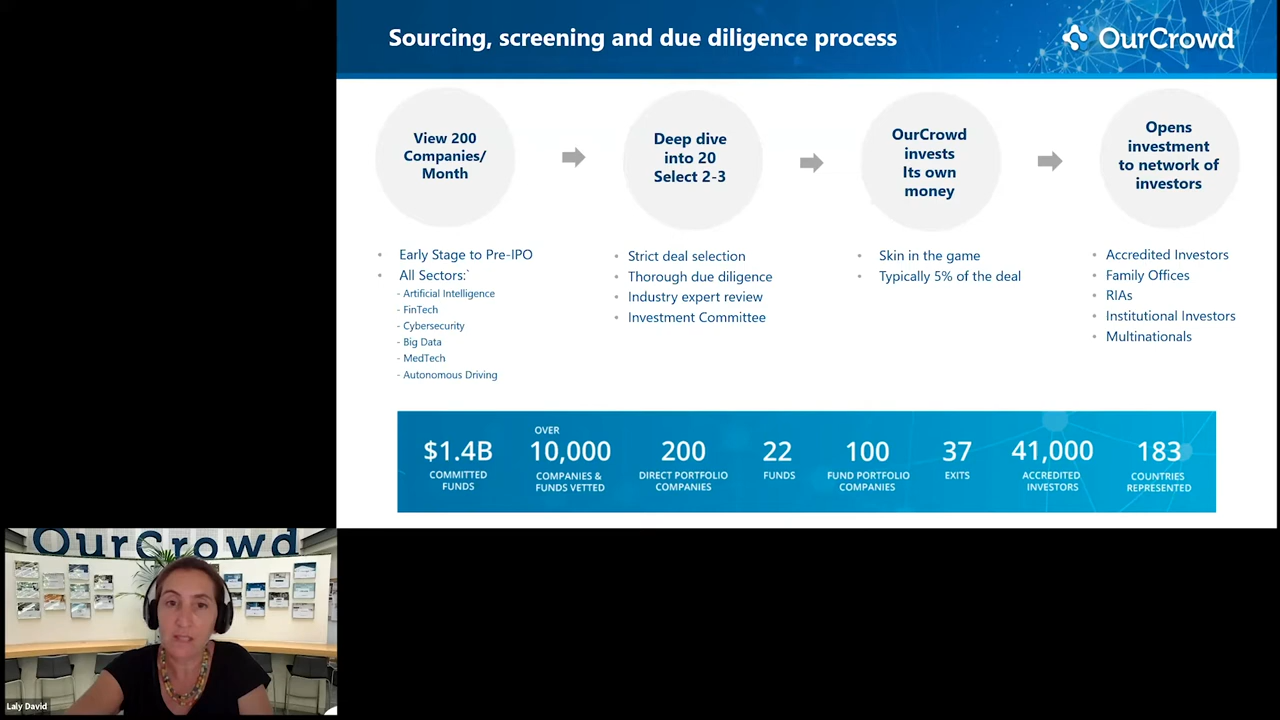 Sourcing, screening and due diligence process
OurCrowd
View 200
Companies/
Month
Deep dive
into 20
Select 2-3
OurCrowd
invests
Its own
money
Opens
investment
to network of
investors
• Early Stage to Pre-IPO
• All Sectors:`
- Artificial Intelligence
- FinTech
- Cybersecurity
- Big Data
- MedTech
- Autonomous Driving
• Strict deal selection
• Thorough due diligence
• Industry expert review
• Investment Committee
• Skin in the game
• Typically 5% of the deal
• Accredited Investors
• Family Offices
• RIAs
• Institutional Investors
• Multinationals
$1.4B
COMMITTED
FUNDS
OVER
10,000
COMPANIES &
FUNDS VETTED
200
DIRECT PORTFOLIO
COMPANIES
22
FUNDS
100
FUND PORTFOLIO
COMPANIES
37
EXITS
41,000
ACCREDITED
INVESTORS
183
COUNTRIES
REPRESENTED
OurCrowd
Laly David